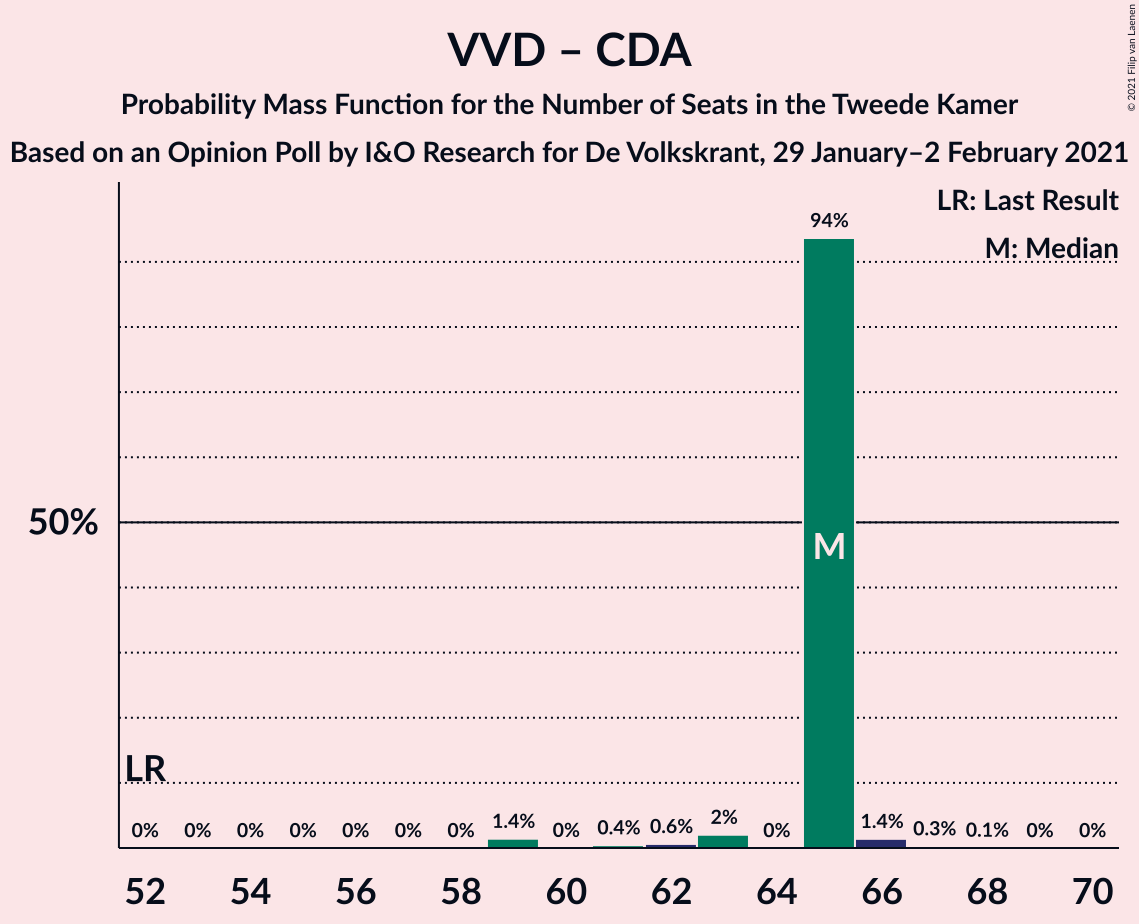 VVD – CDA
Probability Mass Function for the Number of Seats in the Tweede Kamer
Based on an Opinion Poll by I&O Research for De Volkskrant, 29 January–2 February 2021
© 2021 Filip van Laenen
LR: Last Result
M: Median
94%
50%
M
LR
0% 0% 0% 0% 0% 0% 0% 1.4% 0% 0.4% 0.6% 2% 0% 1.4% 0.3% 0.1% 0% 0%
52 54 56 58 60 62 64 66 68 70